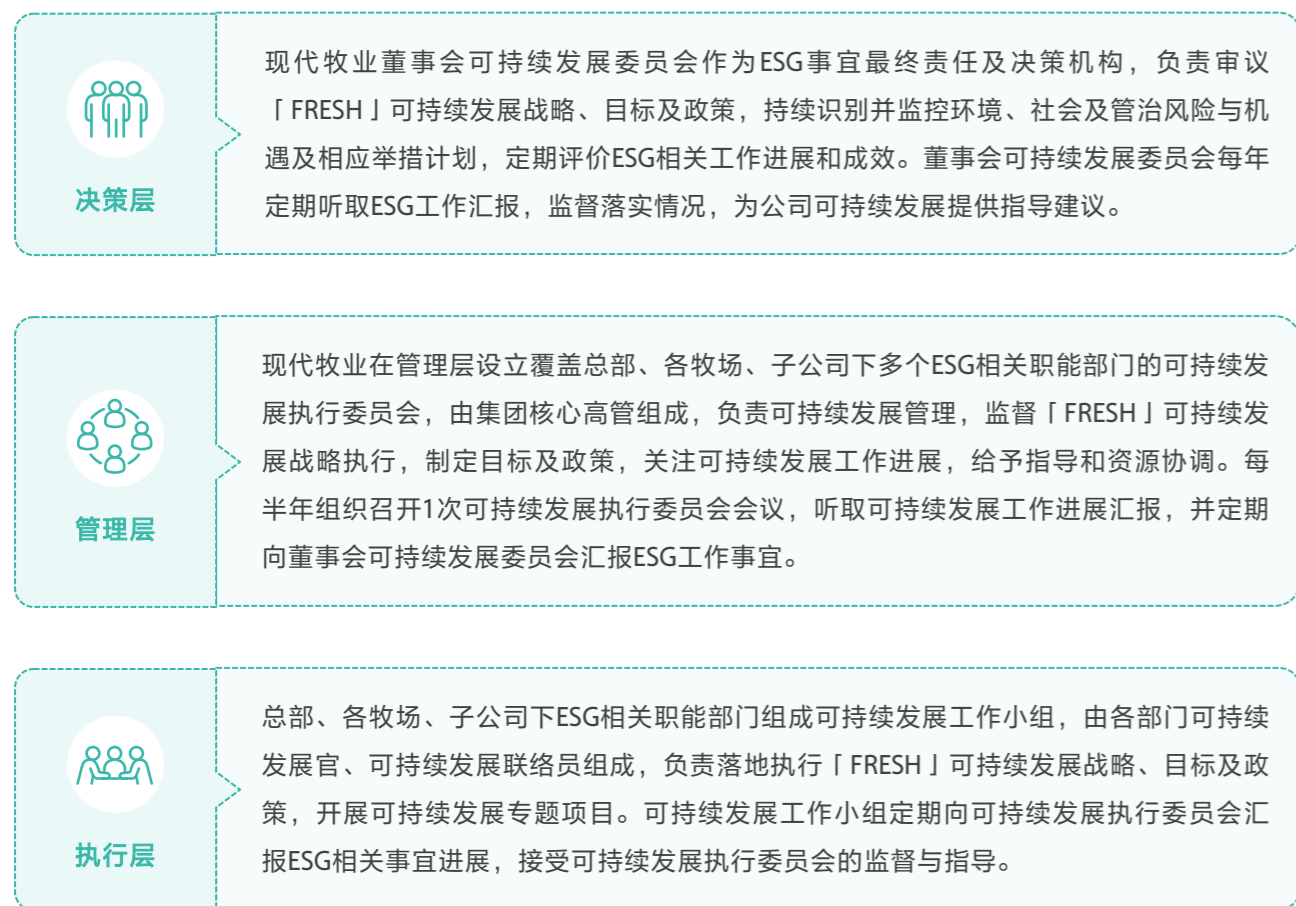 决策层
现代牧业董事会可持续发展委员会作为ESG事宜最终责任及决策机构，负责审议
「FRESH」可持续发展战略、目标及政策，持续识别并监控环境、社会及管治风险与机
遇及相应举措计划，定期评价ESG相关工作进展和成效。董事会可持续发展委员会每年
定期听取ESG工作汇报，监督落实情况，为公司可持续发展提供指导建议。
管理层
现代牧业在管理层设立覆盖总部、各牧场、子公司下多个ESG相关职能部门的可持续发
展执行委员会，由集团核心高管组成，负责可持续发展管理，监督「FRESH」可持续发
展战略执行，制定目标及政策，关注可持续发展工作进展，给予指导和资源协调。每
半年组织召开1次可持续发展执行委员会会议，听取可持续发展工作进展汇报，并定期
向董事会可持续发展委员会汇报ESG工作事宜。
执行层
总部、各牧场、子公司下ESG相关职能部门组成可持续发展工作小组，由各部门可持续
发展官、可持续发展联络员组成，负责落地执行「FRESH」可持续发展战略、目标及政
策，开展可持续发展专题项目。可持续发展工作小组定期向可持续发展执行委员会汇
报ESG相关事宜进展，接受可持续发展执行委员会的监督与指导。